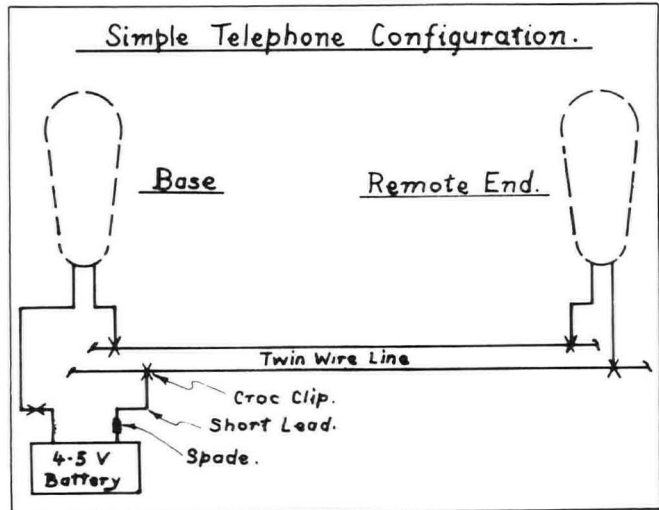 Simple Telephone Configuration.
Base
Remote End.
Twin Wire Line
Croc Clip.
Short Lead.
Spade.
4·5 V
Battery